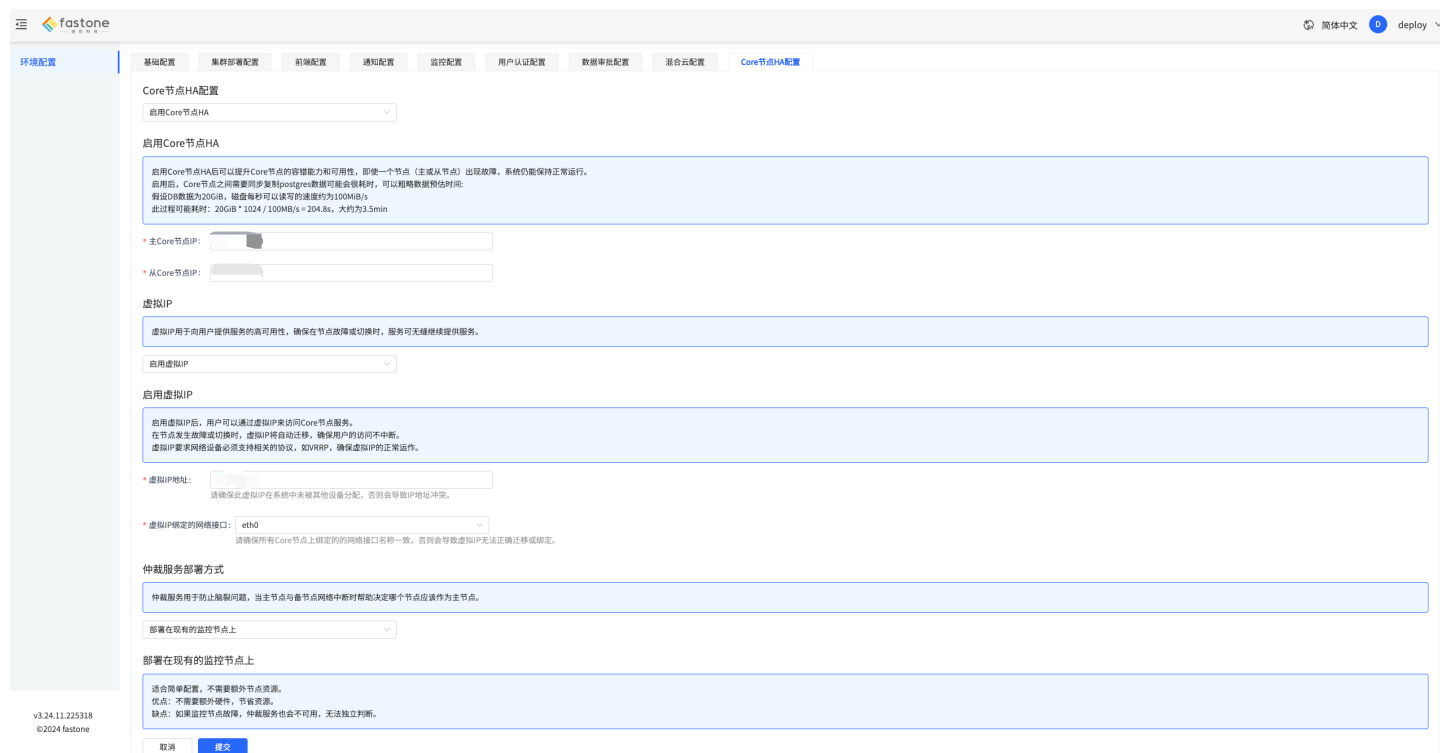 fastone
简体中文
D
deploy
环境配置
基础配置
集群部署配置
前端配置
通知配置
监控配置
用户认证配置
数据审批配置
混合云配置
Core节点HA配置
Core节点HA配置
启用Core节点HA
启用Core节点HA
启用Core节点HA后可以提升Core节点的容错能力和可用性，即使一个节点（主或从节点）出现故障，系统仍能保持正常运行。
启用后，Core节点之间需要同步复制postgres数据可能会很耗时，可以粗略数据预估时间:
假设DB数据为20GiB，磁盘每秒可以读写的速度约为100MiB/s
此过程可能耗时：20GiB * 1024 / 100MB/s = 204.8s，大约为3.5min
* 主Core节点IP：
* 从Core节点IP：
虚拟IP
虚拟IP用于向用户提供服务的高可用性，确保在节点故障或切换时，服务可无缝继续提供服务。
启用虚拟IP
启用虚拟IP
启用虚拟IP后，用户可以通过虚拟IP来访问Core节点服务。
在节点发生故障或切换时，虚拟IP将自动迁移，确保用户的访问不中断。
虚拟IP要求网络设备必须支持相关的协议，如VRRP，确保虚拟IP的正常运作。
* 虚拟IP地址：
请确保此虚拟IP在系统中未被其他设备分配，否则会导致IP地址冲突。
* 虚拟IP绑定的网络接口：
eth0
请确保所有Core节点上绑定的的网络接口名称一致，否则会导致虚拟IP无法正确迁移或绑定。
仲裁服务部署方式
仲裁服务用于防止脑裂问题，当主节点与备节点网络中断时帮助决定哪个节点应该作为主节点。
部署在现有的监控节点上
部署在现有的监控节点上
适合简单配置，不需要额外节点资源。
优点：不需要额外硬件，节省资源。
缺点：如果监控节点故障，仲裁服务也会不可用，无法独立判断。
v3.24.11.225318
©2024 fastone
取消
提交